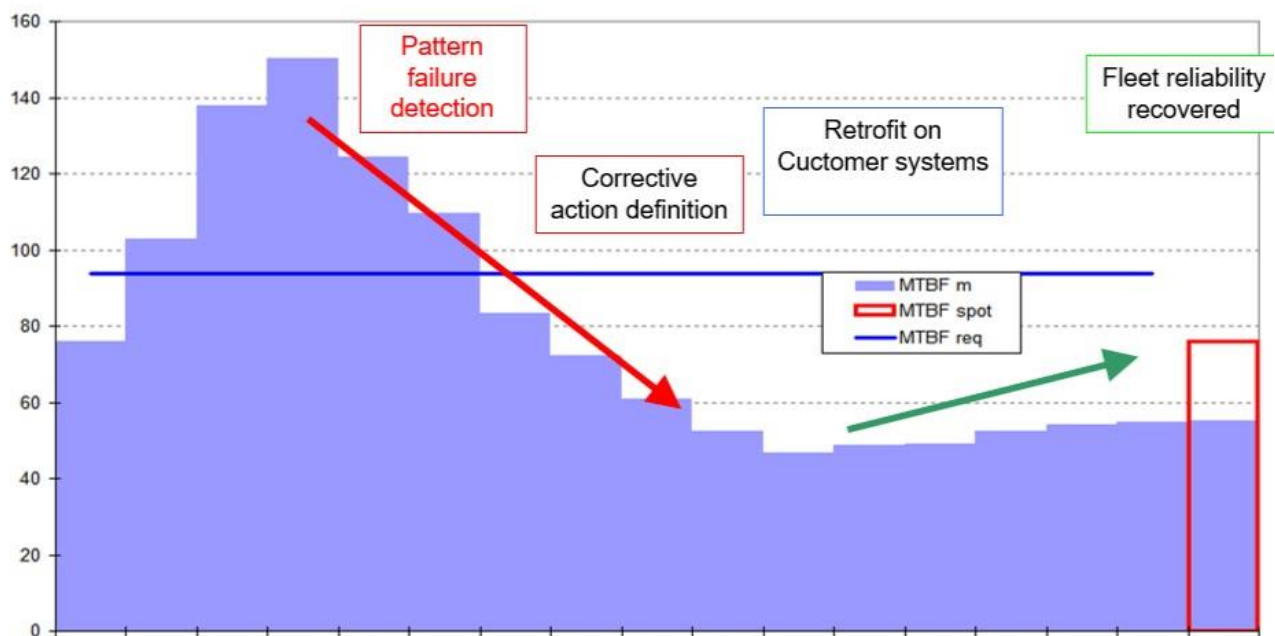 160
140
120
100
80
60
40
20
0
Pattern
failure
detection
Corrective
action definition
Retrofit on
Cuctomer systems
Fleet reliability
recovered
MTBF m
MTBF spot
MTBF req